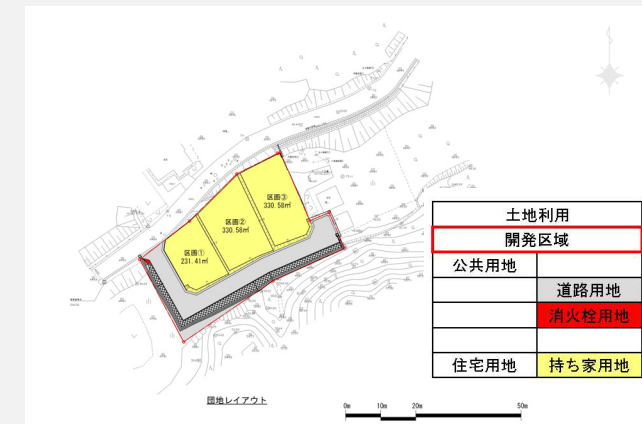 区画③
330.58㎡
区画②
330.58㎡
区画①
231.41㎡
土地利用
開発区域
公共用地
道路用地
消火栓用地
住宅用地 持ち家用地
団地レイアウト
0m 10m 20m 50m